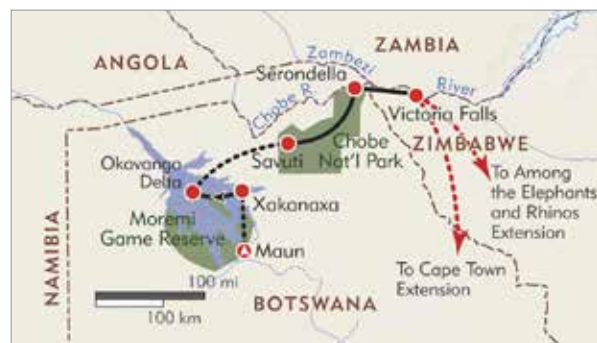 ANGOLA
ZAMBIA
Zambezi
River
Serondella
Chobe R
Victoria Falls
ZIMBABWE
Chobe
Nat'l Park
Savuti
Okavango
Delta
Xakanaxa
Moremi
Game Reserve
Maun
NAMIBIA
BOTSWANA
To Among
the Elephants
and Rhinos
Extension
To Cape Town
Extension
100 mi
100 km